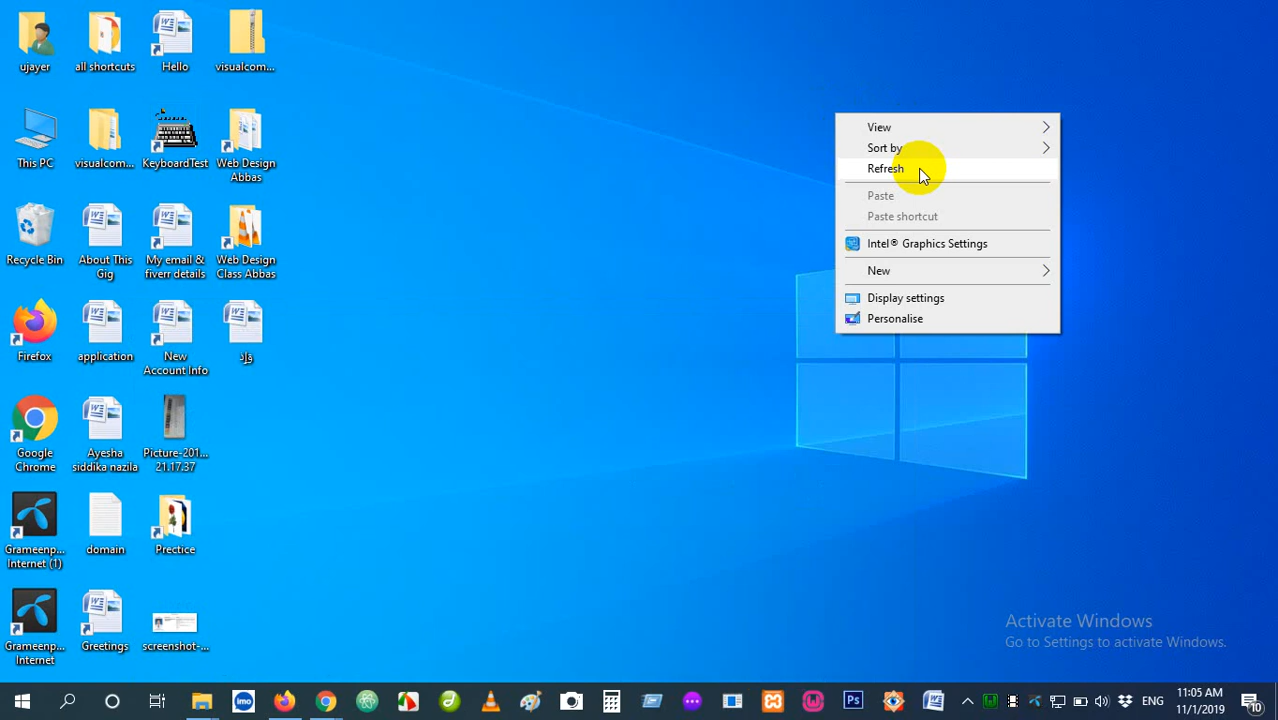 ujayer
all shortcuts
Hello
visualcom...
This PC
visualcom...
KeyboardTest
Web Design
Abbas
Recycle Bin
About This
Gig
My email &
fiverr details
Web Design
Class Abbas
Firefox
application
New
Account Info
Google
Chrome
Ayesha
siddika nazila
Picture-201...
21.17.37
Grameenp...
Internet (1)
domain
Prectice
Grameenp...
Internet
Greetings
screenshot-...
View
Sort by
Refresh
Paste
Paste shortcut
Intel® Graphics Settings
New
Display settings
Personalise
Activate Windows
Go to Settings to activate Windows.
imo
Ps
ENG
11:05 AM
11/1/2019
10